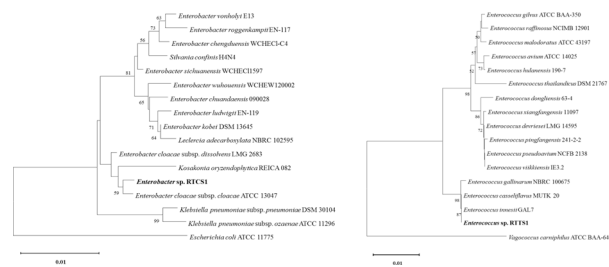 Enterobacter vonholyi E13
Enterobacter roggenkampii EN-117
Enterobacter chengduensis WCHECl-C4
Silvania confinis H4N4
Enterobacter sichuanensis WCHECl1597
Enterobacter wuhouensis WCHEW120002
Enterobacter chuandaensis 090028
Enterobacter ludwigii EN-119
Enterobacter kobei DSM 13645
Leclercia adecarboxylata NBRC 102595
Enterobacter cloacae subsp. dissolvens LMG 2683
Kosakonia oryzendophytica REICA 082
Enterobacter sp. RTCS1
Enterobacter cloacae subsp. cloacae ATCC 13047
Klebsiella pneumoniae subsp. pneumoniae DSM 30104
Klebsiella pneumoniae subsp. ozaenae ATCC 11296
Escherichia coli ATCC 11775
0.01
Enterococcus gilvus ATCC BAA-350
Enterococcus raffinosus NCIMB 12901
Enterococcus malodoratus ATCC 43197
Enterococcus avium ATCC 14025
Enterococcus hulanensis 190-7
Enterococcus thailandicus DSM 21767
Enterococcus dongliensis 63-4
Enterococcus xiangfangensis 11097
Enterococcus devriesei LMG 14595
Enterococcus pingfangensis 241-2-2
Enterococcus pseudoavium NCFB 2138
Enterococcus viikkiensis IE3.2
Enterococcus gallinarum NBRC 100675
Enterococcus casseliflavus MUTK 20
Enterococcus innesii GAL7
Enterococcus sp. RTTS1
Vagococcus carniphilus ATCC BAA-64
0.01